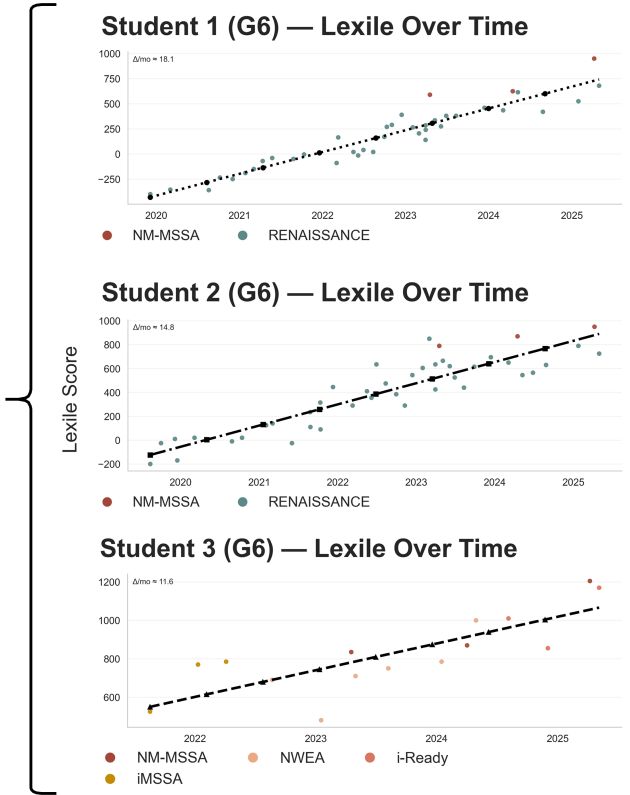 Student 1 (G6) — Lexile Over Time
Δ/mo ≈ 18.1
1000
750
500
250
0
−250
2020 2021 2022 2023 2024 2025
NM-MSSA RENAISSANCE
Student 2 (G6) — Lexile Over Time
Δ/mo ≈ 14.8
Lexile Score
1000
800
600
400
200
0
−200
2020 2021 2022 2023 2024 2025
NM-MSSA RENAISSANCE
Student 3 (G6) — Lexile Over Time
Δ/mo ≈ 11.6
1200
1000
800
600
2022 2023 2024 2025
NM-MSSA NWEA i-Ready
iMSSA